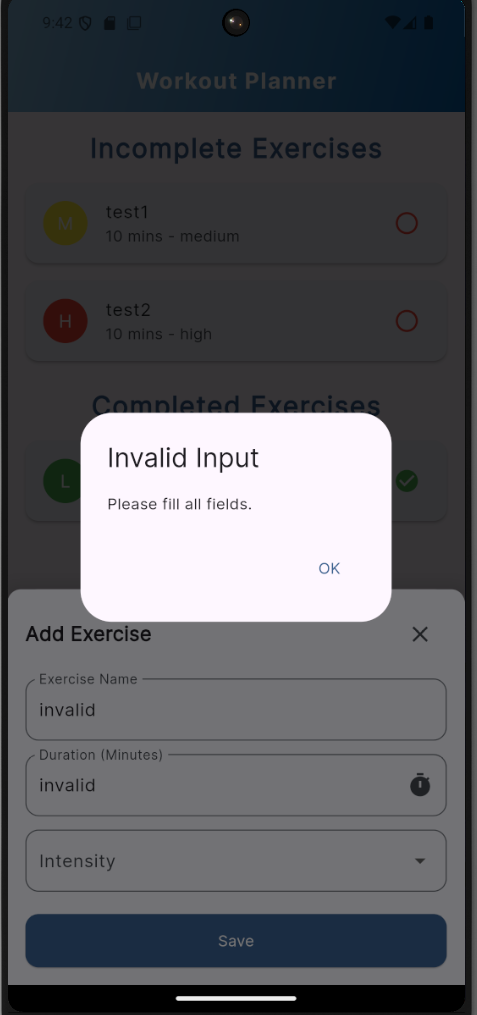 9:42
Workout Planner
Incomplete Exercises
M
test1
10 mins - medium
H
test2
10 mins - high
Completed Exercises
L
Invalid Input
Please fill all fields.
OK
Add Exercise
Exercise Name
invalid
Duration (Minutes)
invalid
Intensity
Save